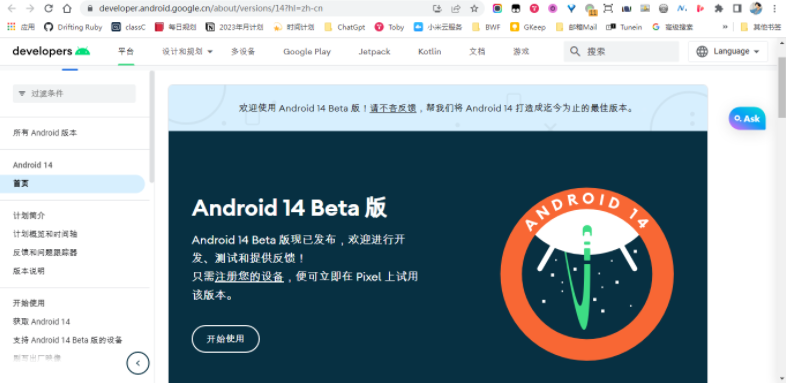 developer.android.google.cn/about/versions/14?hl=zh-cn
应用 Drifting Ruby classC 每日规划 2023年月计划 时间计划 ChatGpt Toby 小米云服务 BWF GKeep 邮箱Mail Tunein 超级搜索 » 其他书签
developers 平台 设计和规划 多设备 Google Play Jetpack Kotlin 文档 游戏 搜索 Language
过滤条件
欢迎使用 Android 14 Beta 版！请不吝反馈，帮我们将 Android 14 打造成迄今为止的最佳版本。
Ask
所有 Android 版本
Android 14
首页
计划简介
计划概览和时间轴
反馈和问题跟踪器
版本说明
开始使用
获取 Android 14
支持 Android 14 Beta 版的设备
Android 14 Beta 版
Android 14 Beta 版现已发布，欢迎进行开
发、测试和提供反馈！
只需注册您的设备，便可立即在 Pixel 上试用
该版本。
开始使用
ANDROID 14